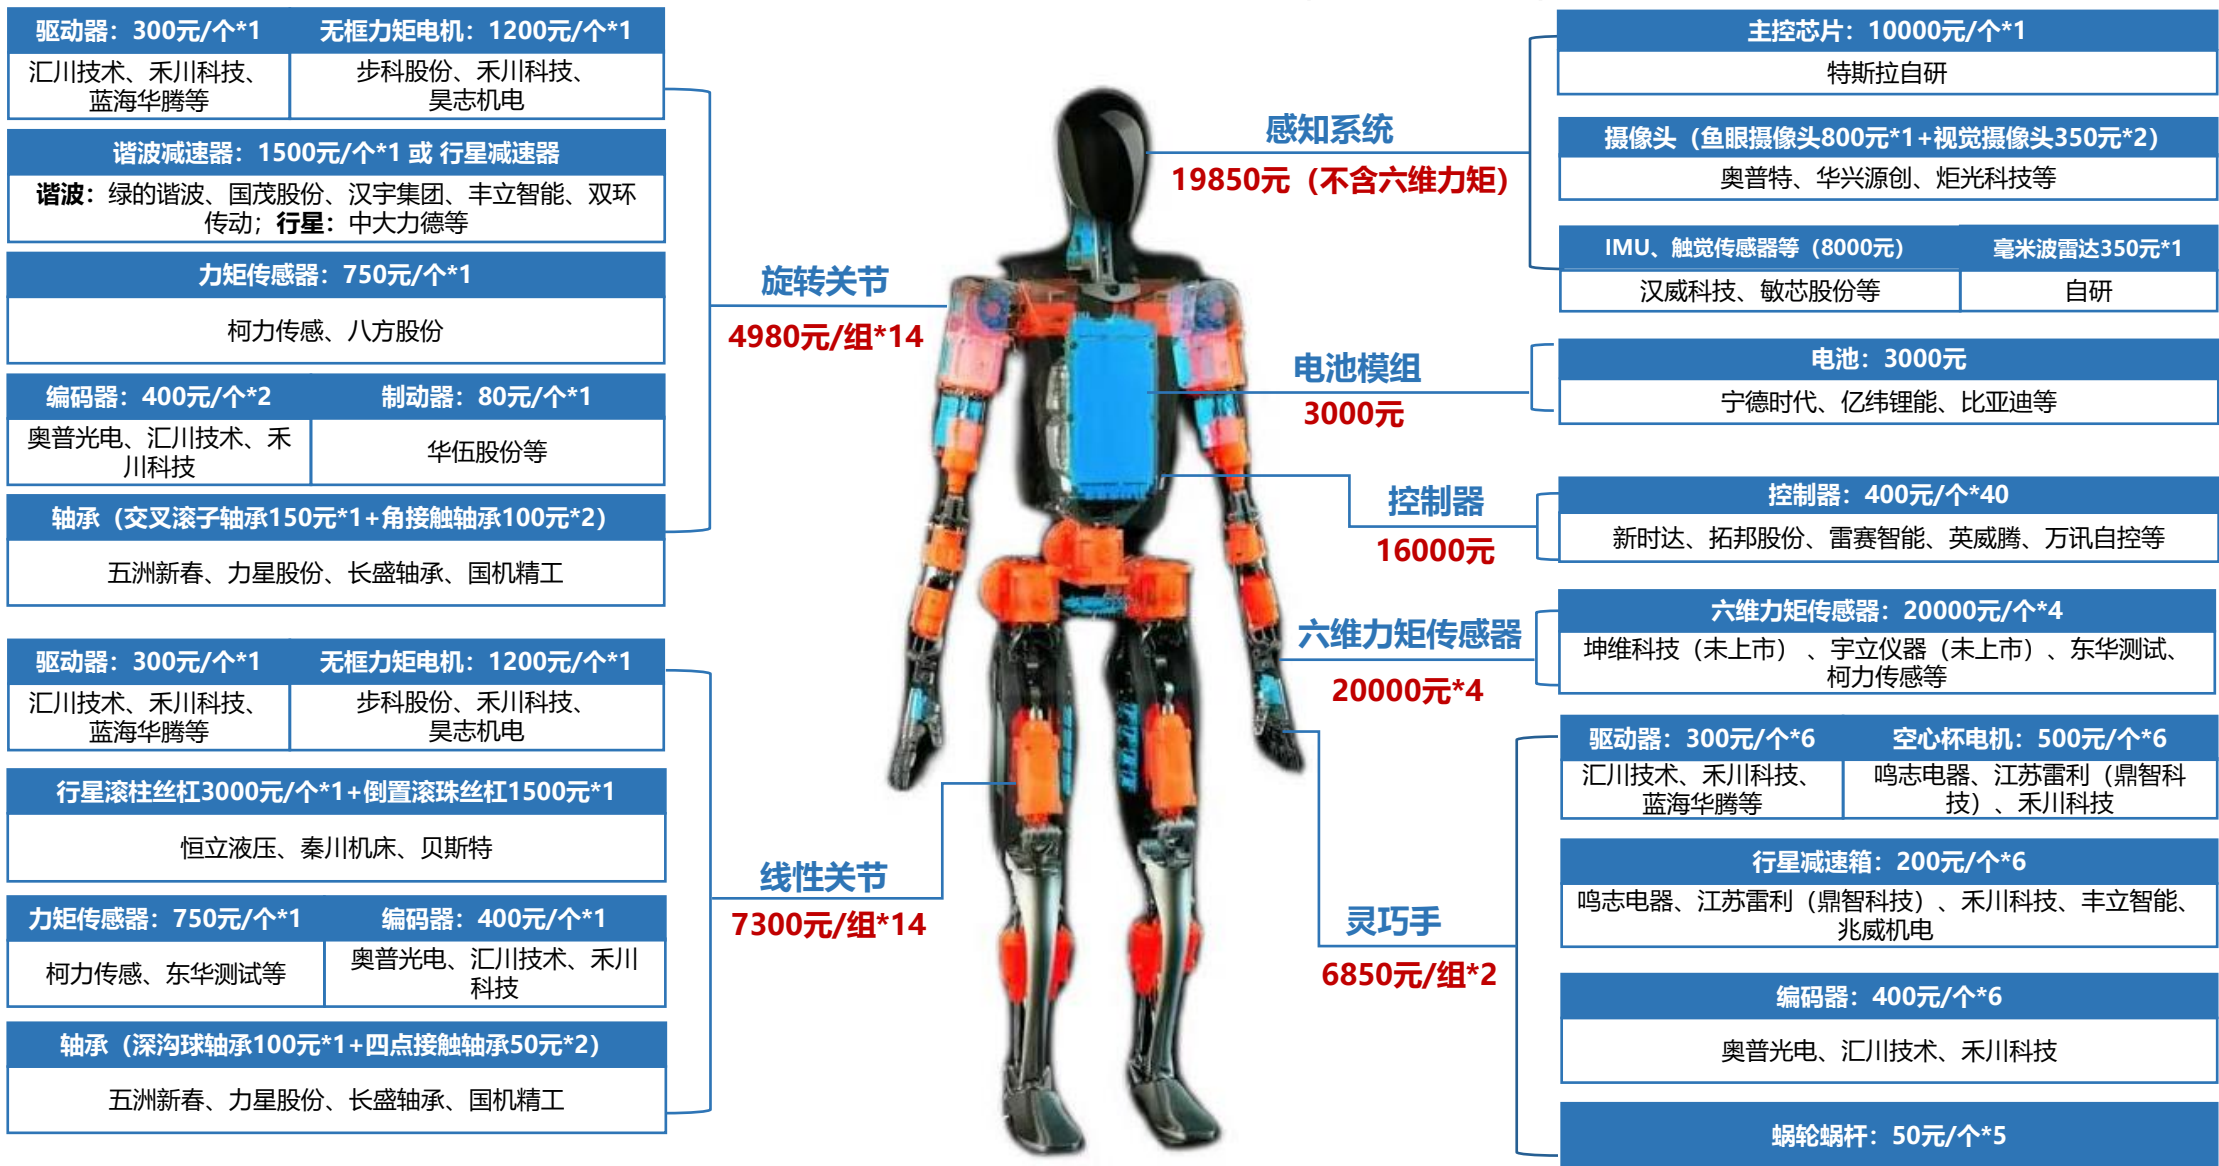 驱动器：300元/个*1
无框力矩电机：1200元/个*1
汇川技术、禾川科技、
蓝海华腾等
步科股份、禾川科技、
昊志机电
谐波减速器：1500元/个*1 或 行星减速器
谐波：绿的谐波、国茂股份、汉宇集团、丰立智能、双环
传动；行星：中大力德等
力矩传感器：750元/个*1
柯力传感、八方股份
编码器：400元/个*2
制动器：80元/个*1
奥普光电、汇川技术、禾
川科技
华伍股份等
轴承（交叉滚子轴承150元*1+角接触轴承100元*2）
五洲新春、力星股份、长盛轴承、国机精工
旋转关节
4980元/组*14
驱动器：300元/个*1
无框力矩电机：1200元/个*1
汇川技术、禾川科技、
蓝海华腾等
步科股份、禾川科技、
昊志机电
行星滚柱丝杠3000元/个*1+倒置滚珠丝杠1500元*1
恒立液压、秦川机床、贝斯特
力矩传感器：750元/个*1
编码器：400元/个*1
柯力传感、东华测试等
奥普光电、汇川技术、禾川
科技
轴承（深沟球轴承100元*1+四点接触轴承50元*2）
五洲新春、力星股份、长盛轴承、国机精工
线性关节
7300元/组*14
感知系统
19850元（不含六维力矩）
主控芯片：10000元/个*1
特斯拉自研
摄像头（鱼眼摄像头800元*1+视觉摄像头350元*2）
奥普特、华兴源创、炬光科技等
IMU、触觉传感器等（8000元）
毫米波雷达350元*1
汉威科技、敏芯股份等
自研
电池模组
3000元
电池：3000元
宁德时代、亿纬锂能、比亚迪等
控制器
16000元
控制器：400元/个*40
新时达、拓邦股份、雷赛智能、英威腾、万讯自控等
六维力矩传感器
20000元*4
六维力矩传感器：20000元/个*4
坤维科技（未上市） 、宇立仪器（未上市）、东华测试、
柯力传感等
灵巧手
6850元/组*2
驱动器：300元/个*6
空心杯电机：500元/个*6
汇川技术、禾川科技、
蓝海华腾等
鸣志电器、江苏雷利（鼎智科
技）、禾川科技
行星减速箱：200元/个*6
鸣志电器、江苏雷利（鼎智科技）、禾川科技、丰立智能、
兆威机电
编码器：400元/个*6
奥普光电、汇川技术、禾川科技
蜗轮蜗杆：50元/个*5